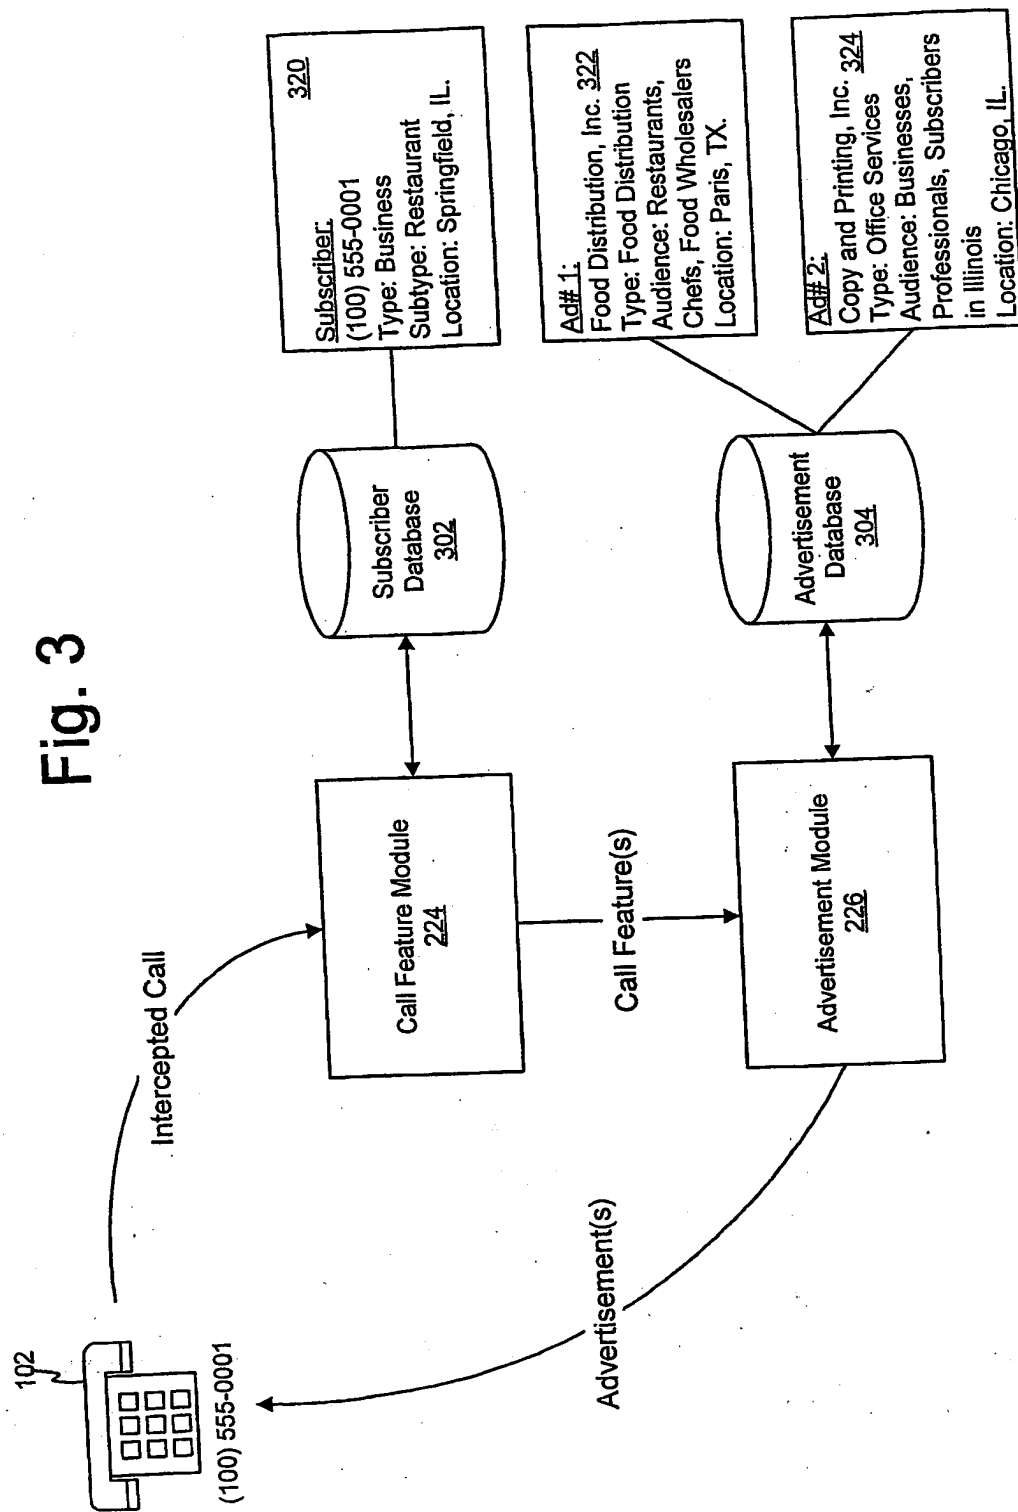 Fig. 3
102
(100) 555-0001
Intercepted Call
Call Feature Module
224
Subscriber
Database
302
Subscriber:
320
(100) 555-0001
Type: Business
Subtype: Restaurant
Location: Springfield, IL.
Call Feature(s)
Advertisement(s)
Advertisement Module
226
Advertisement
Database
304
Ad# 1:
Food Distribution, Inc. 322
Type: Food Distribution
Audience: Restaurants,
Chefs, Food Wholesalers
Location: Paris, TX.
Ad# 2:
Copy and Printing, Inc. 324
Type: Office Services
Audience: Businesses,
Professionals, Subscribers
in Illinois
Location: Chicago, IL.